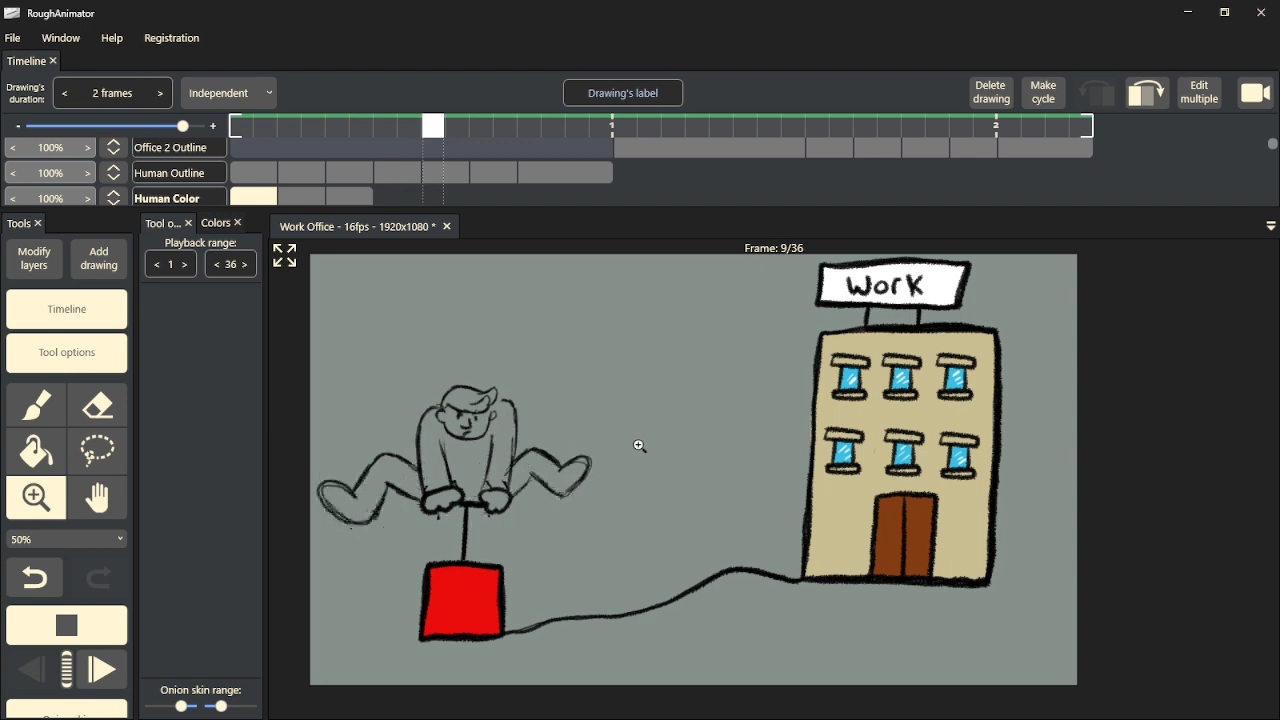 RoughAnimator
File Window Help Registration
Timeline
Drawing's duration: < 2 frames > Independent Drawing's label Delete drawing Make cycle Edit multiple
- + 1 2
< 100% > Office 2 Outline
< 100% > Human Outline
< 100% > Human Color
Tools Tool o... Colors Work Office - 16fps - 1920x1080 *
Modify layers Add drawing Playback range: Frame: 9/36
< 1 > < 36 >
Timeline
Tool options
50%
Onion skin range:
Work